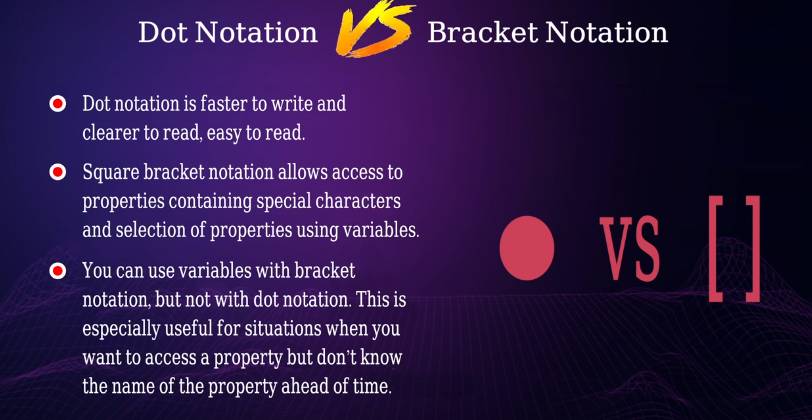 Dot Notation VS Bracket Notation
Dot notation is faster to write and
clearer to read, easy to read.
Square bracket notation allows access to
properties containing special characters
and selection of properties using variables.
You can use variables with bracket
notation, but not with dot notation. This is
especially useful for situations when you
want to access a property but don't know
the name of the property ahead of time.
● VS [ ]